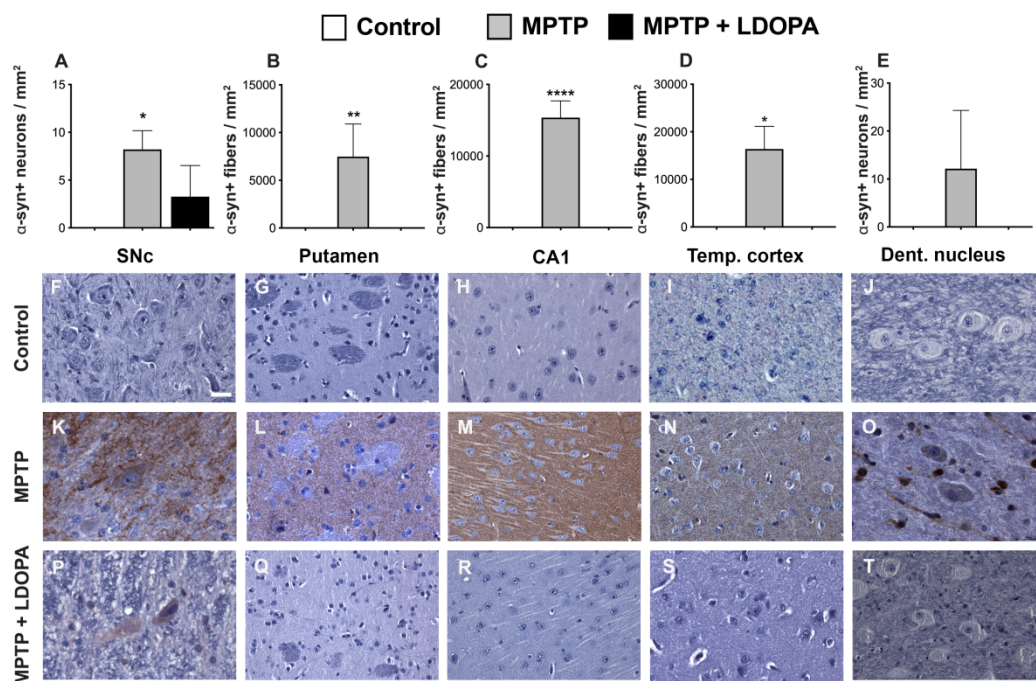 Control MPTP MPTP + LDOPA
A B C D E
α-syn+ neurons / mm²
15
10
5
0
*
SNc
α-syn+ fibers / mm²
15000
10000
5000
0
**
Putamen
α-syn+ fibers / mm²
20000
10000
0
****
CA1
α-syn+ fibers / mm²
40000
30000
20000
10000
0
*
Temp. cortex
α-syn+ neurons / mm²
30
20
10
0
Dent. nucleus
Control
F G H I J
MPTP
K L M N O
MPTP + LDOPA
P Q R S T